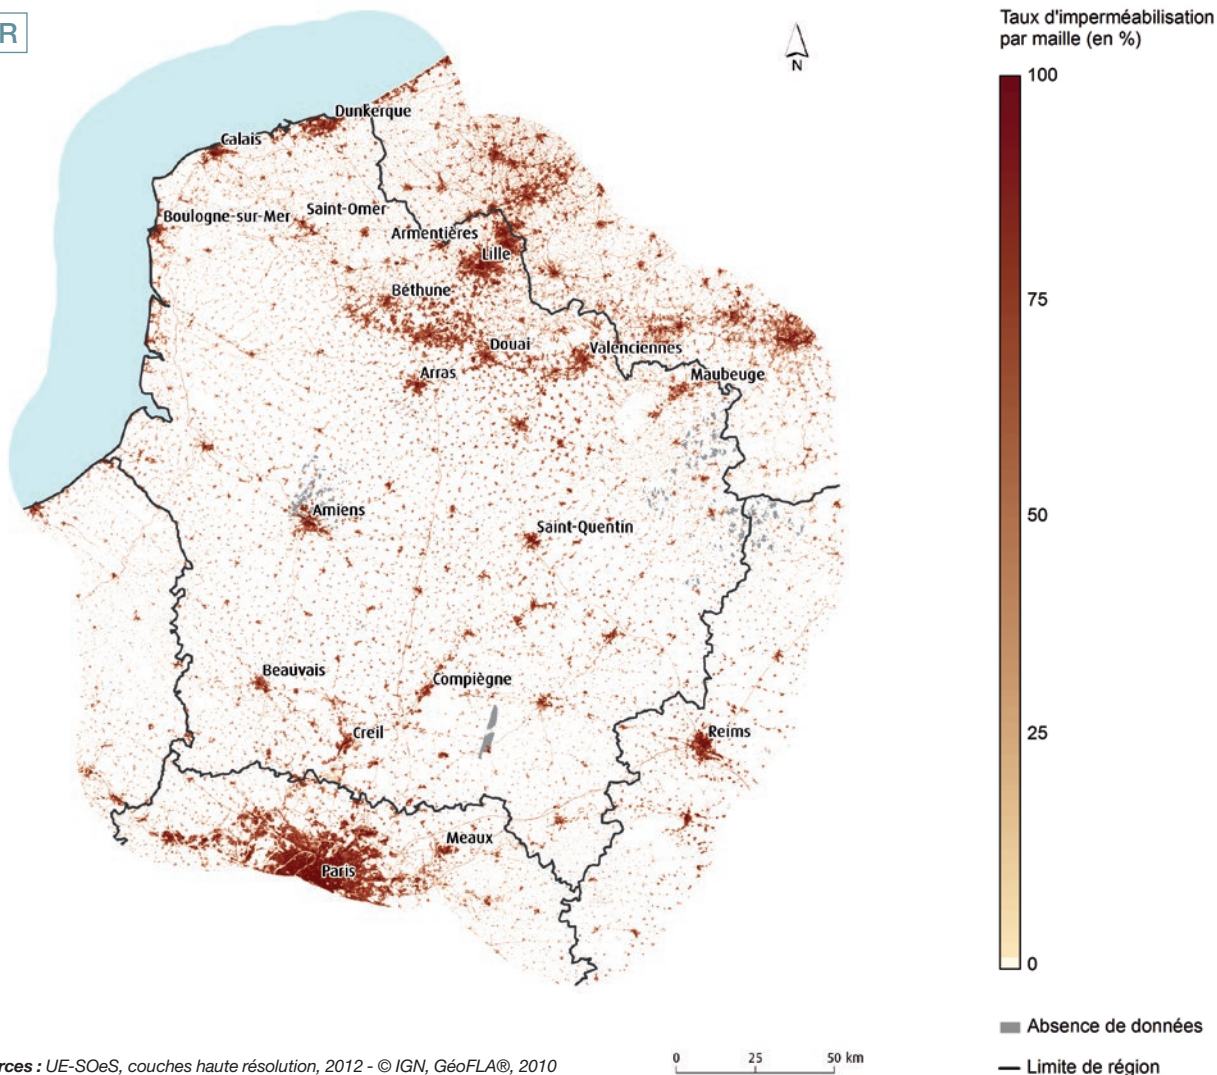 R
Taux d'imperméabilisation
par maille (en %)
N
100
75
50
25
0
Dunkerque
Calais
Boulogne-sur-Mer
Saint-Omer
Armentières
Lille
Béthune
Douai
Valenciennes
Arras
Maubeuge
Amiens
Saint-Quentin
Beauvais
Compiègne
Creil
Reims
Meaux
Paris
Absence de données
Limite de région
0 25 50 km
rces : UE-SOeS, couches haute résolution, 2012 - © IGN, GéoFLA®, 2010